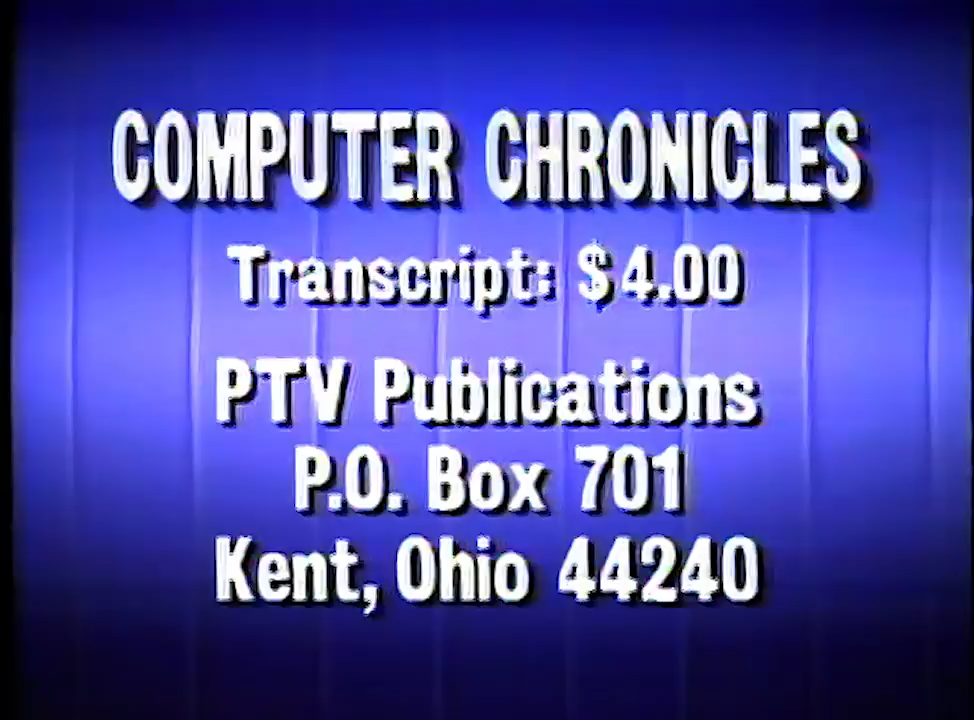 COMPUTER CHRONICLES
Transcript: $4.00
PTV Publications
P.O. Box 701
Kent, Ohio 44240